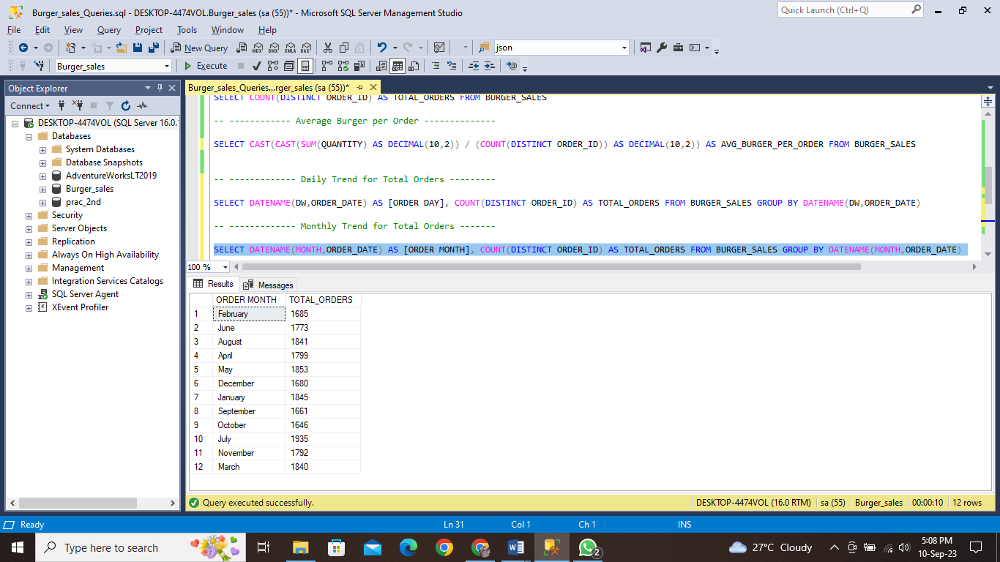 Burger_sales_Queries.sql - DESKTOP-4474VOL.Burger_sales (sa (55))* - Microsoft SQL Server Management Studio
Quick Launch (Ctrl+Q)
File Edit View Query Project Tools Window Help
New Query MDX DMX XMLA DAX json
Burger_sales Execute
Object Explorer
Connect
DESKTOP-4474VOL (SQL Server 16.0.
Databases
System Databases
Database Snapshots
AdventureWorksLT2019
Burger_sales
prac_2nd
Security
Server Objects
Replication
Always On High Availability
Management
Integration Services Catalogs
SQL Server Agent
XEvent Profiler
Burger_sales_Queries...rger_sales (sa (55))*
SELECT COUNT(DISTINCT ORDER_ID) AS TOTAL_ORDERS FROM BURGER_SALES
-- ------------ Average Burger per Order --------------
SELECT CAST(CAST(SUM(QUANTITY) AS DECIMAL(10,2)) / (COUNT(DISTINCT ORDER_ID)) AS DECIMAL(10,2)) AS AVG_BURGER_PER_ORDER FROM BURGER_SALES
-- ------------- Daily Trend for Total Orders ---------
SELECT DATENAME(DW,ORDER_DATE) AS [ORDER DAY], COUNT(DISTINCT ORDER_ID) AS TOTAL_ORDERS FROM BURGER_SALES GROUP BY DATENAME(DW,ORDER_DATE)
-- ------------- Monthly Trend for Total Orders -------
SELECT DATENAME(MONTH,ORDER_DATE) AS [ORDER MONTH], COUNT(DISTINCT ORDER_ID) AS TOTAL_ORDERS FROM BURGER_SALES GROUP BY DATENAME(MONTH,ORDER_DATE)
100 %
Results Messages
ORDER MONTH TOTAL_ORDERS
1 February 1685
2 June 1773
3 August 1841
4 April 1799
5 May 1853
6 December 1680
7 January 1845
8 September 1661
9 October 1646
10 July 1935
11 November 1792
12 March 1840
Query executed successfully. DESKTOP-4474VOL (16.0 RTM) sa (55) Burger_sales 00:00:10 12 rows
Ready Ln 31 Col 1 Ch 1 INS
Type here to search 2 27°C Cloudy 5:08 PM
10-Sep-23